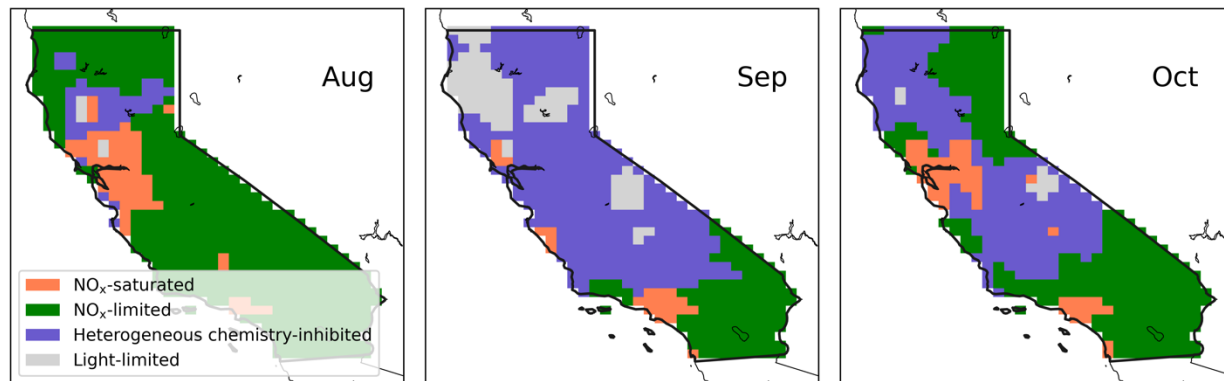 Aug
Sep
Oct
NOₓ-saturated
NOₓ-limited
Heterogeneous chemistry-inhibited
Light-limited